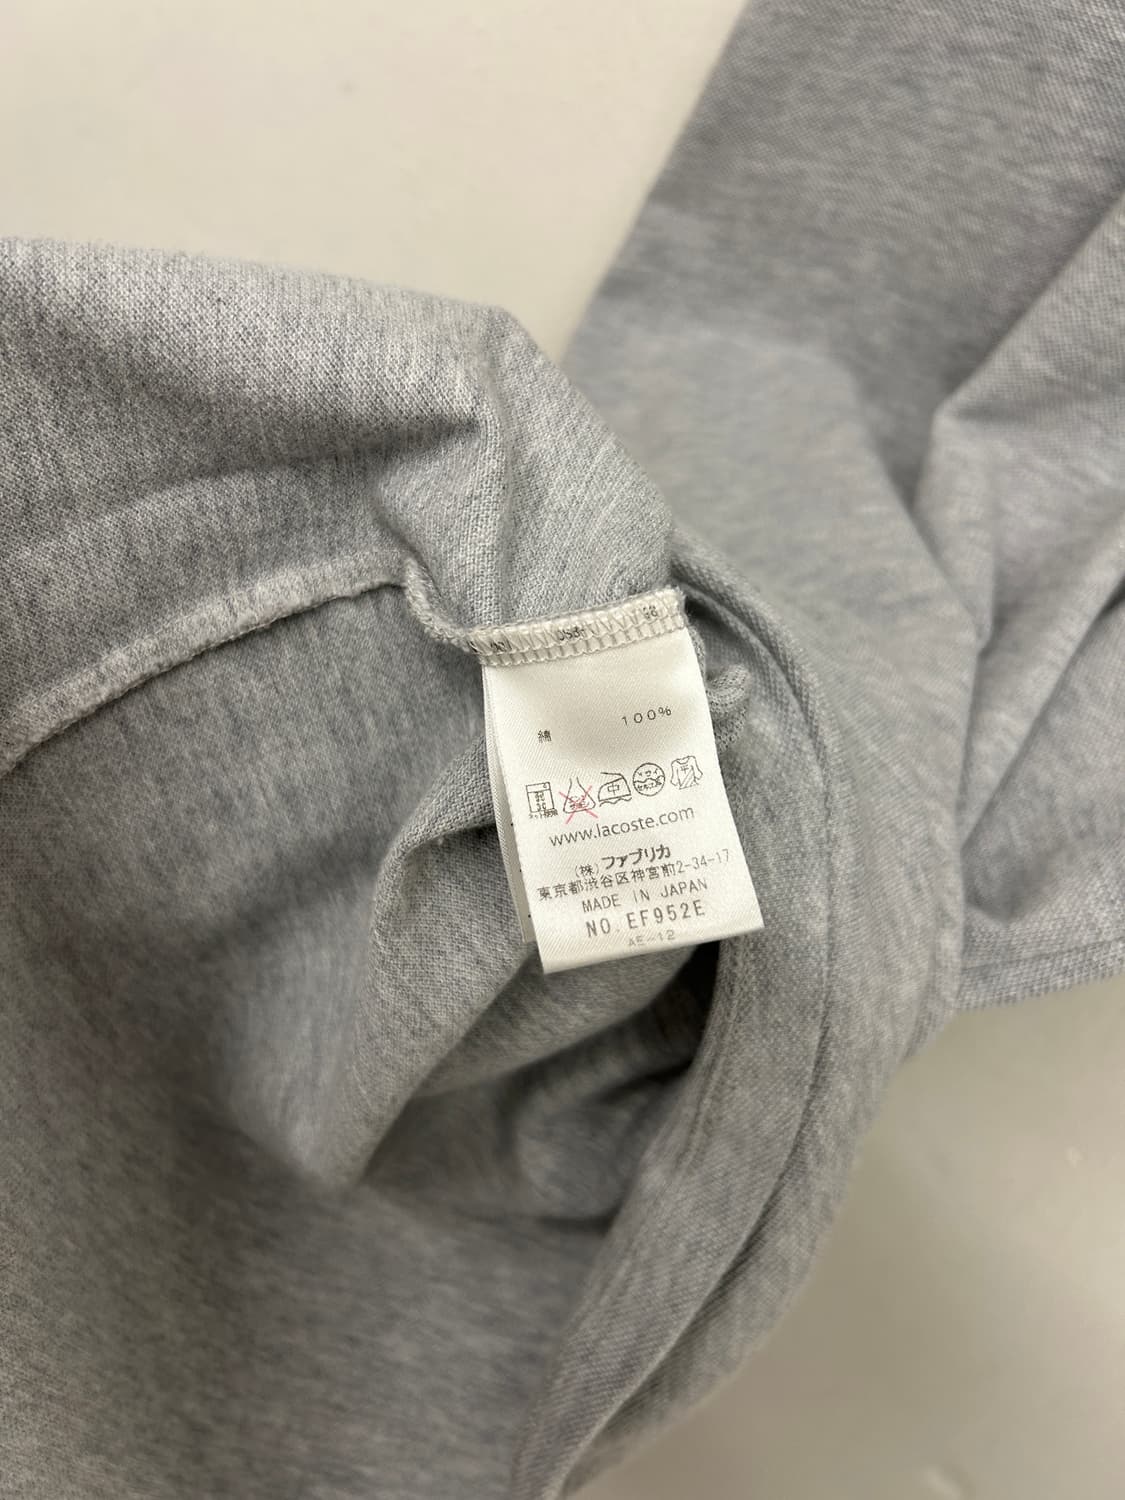 綿 100%
www.lacoste.com
(株)ファブリカ
東京都渋谷区神宮前2-34-17
MADE IN JAPAN
NO. EF952E
AE-12